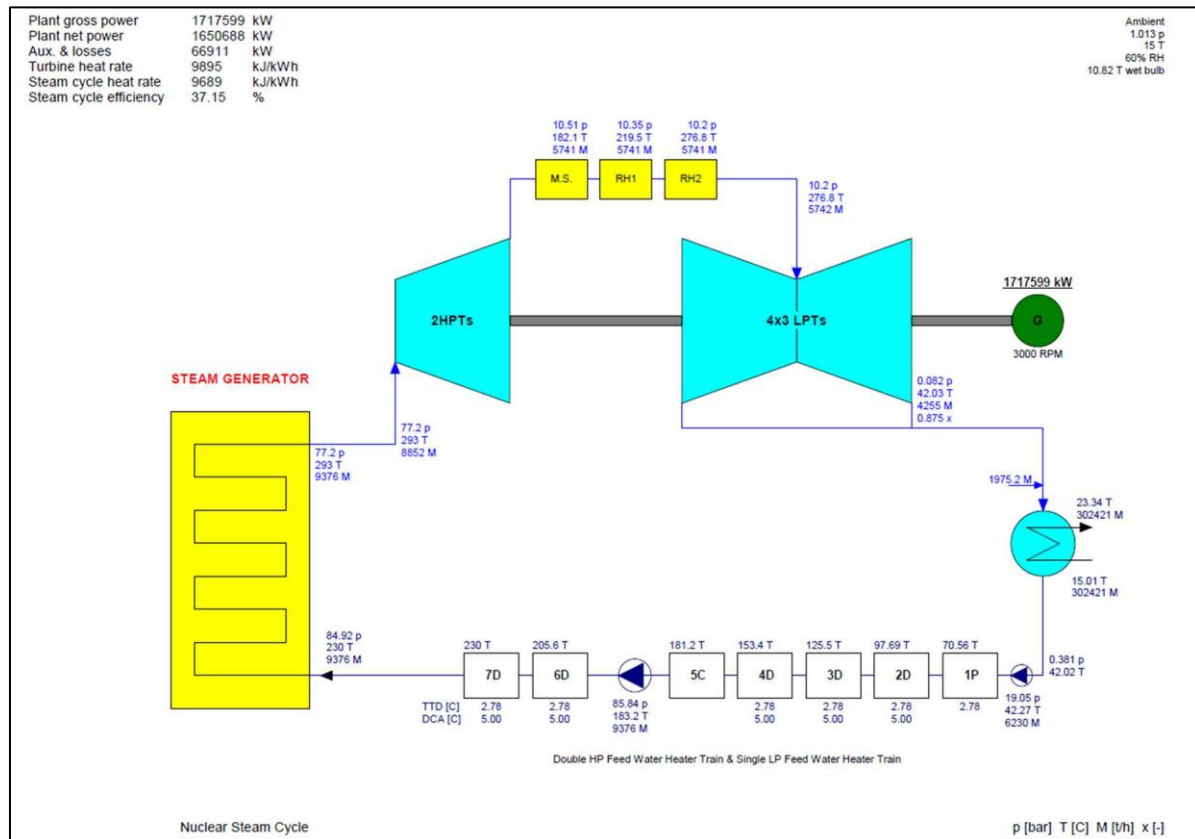 Plant gross power 1717599 kW
Plant net power 1650688 kW
Aux. & losses 66911 kW
Turbine heat rate 9895 kJ/kWh
Steam cycle heat rate 9689 kJ/kWh
Steam cycle efficiency 37.15 %
Ambient
1.013 p
15 T
60% RH
10.82 T wet bulb
10.51 p
182.1 T
5741 M
10.35 p
219.5 T
5741 M
10.2 p
276.8 T
5741 M
M.S.
RH1
RH2
10.2 p
276.8 T
5742 M
2HPTs
4x3 LPTs
1717599 kW
G
3000 RPM
STEAM GENERATOR
77.2 p
293 T
9376 M
77.2 p
293 T
8852 M
0.082 p
42.03 T
4255 M
0.875 x
1975.2 M
23.34 T
302421 M
15.01 T
302421 M
84.92 p
230 T
9376 M
230 T
205.6 T
181.2 T
153.4 T
125.5 T
97.69 T
70.56 T
7D
6D
5C
4D
3D
2D
1P
0.381 p
42.02 T
TTD [C] 2.78 2.78 2.78 2.78 2.78 2.78
DCA [C] 5.00 5.00 5.00 5.00 5.00
85.84 p
183.2 T
9376 M
19.05 p
42.27 T
6230 M
Double HP Feed Water Heater Train & Single LP Feed Water Heater Train
Nuclear Steam Cycle
p [bar] T [C] M [t/h] x [-]